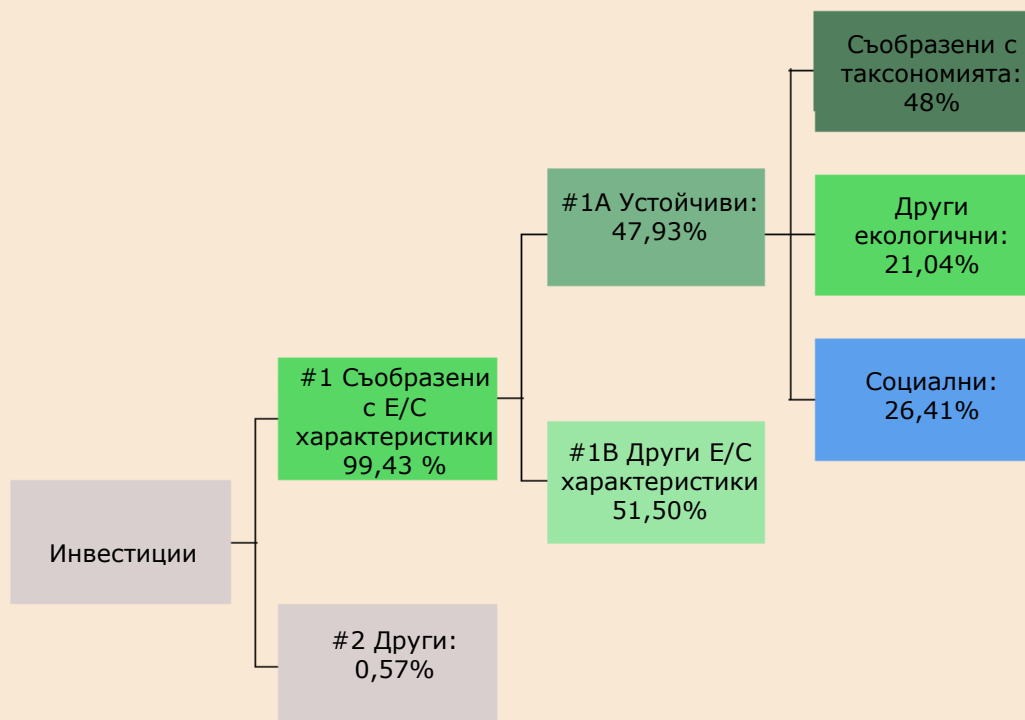 Съобразени с
таксономията:
48%
#1A Устойчиви:
47,93%
Други
екологични:
21,04%
#1 Съобразени
с Е/С
характеристики
99,43 %
Социални:
26,41%
#1B Други Е/С
характеристики
51,50%
Инвестиции
#2 Други:
0,57%